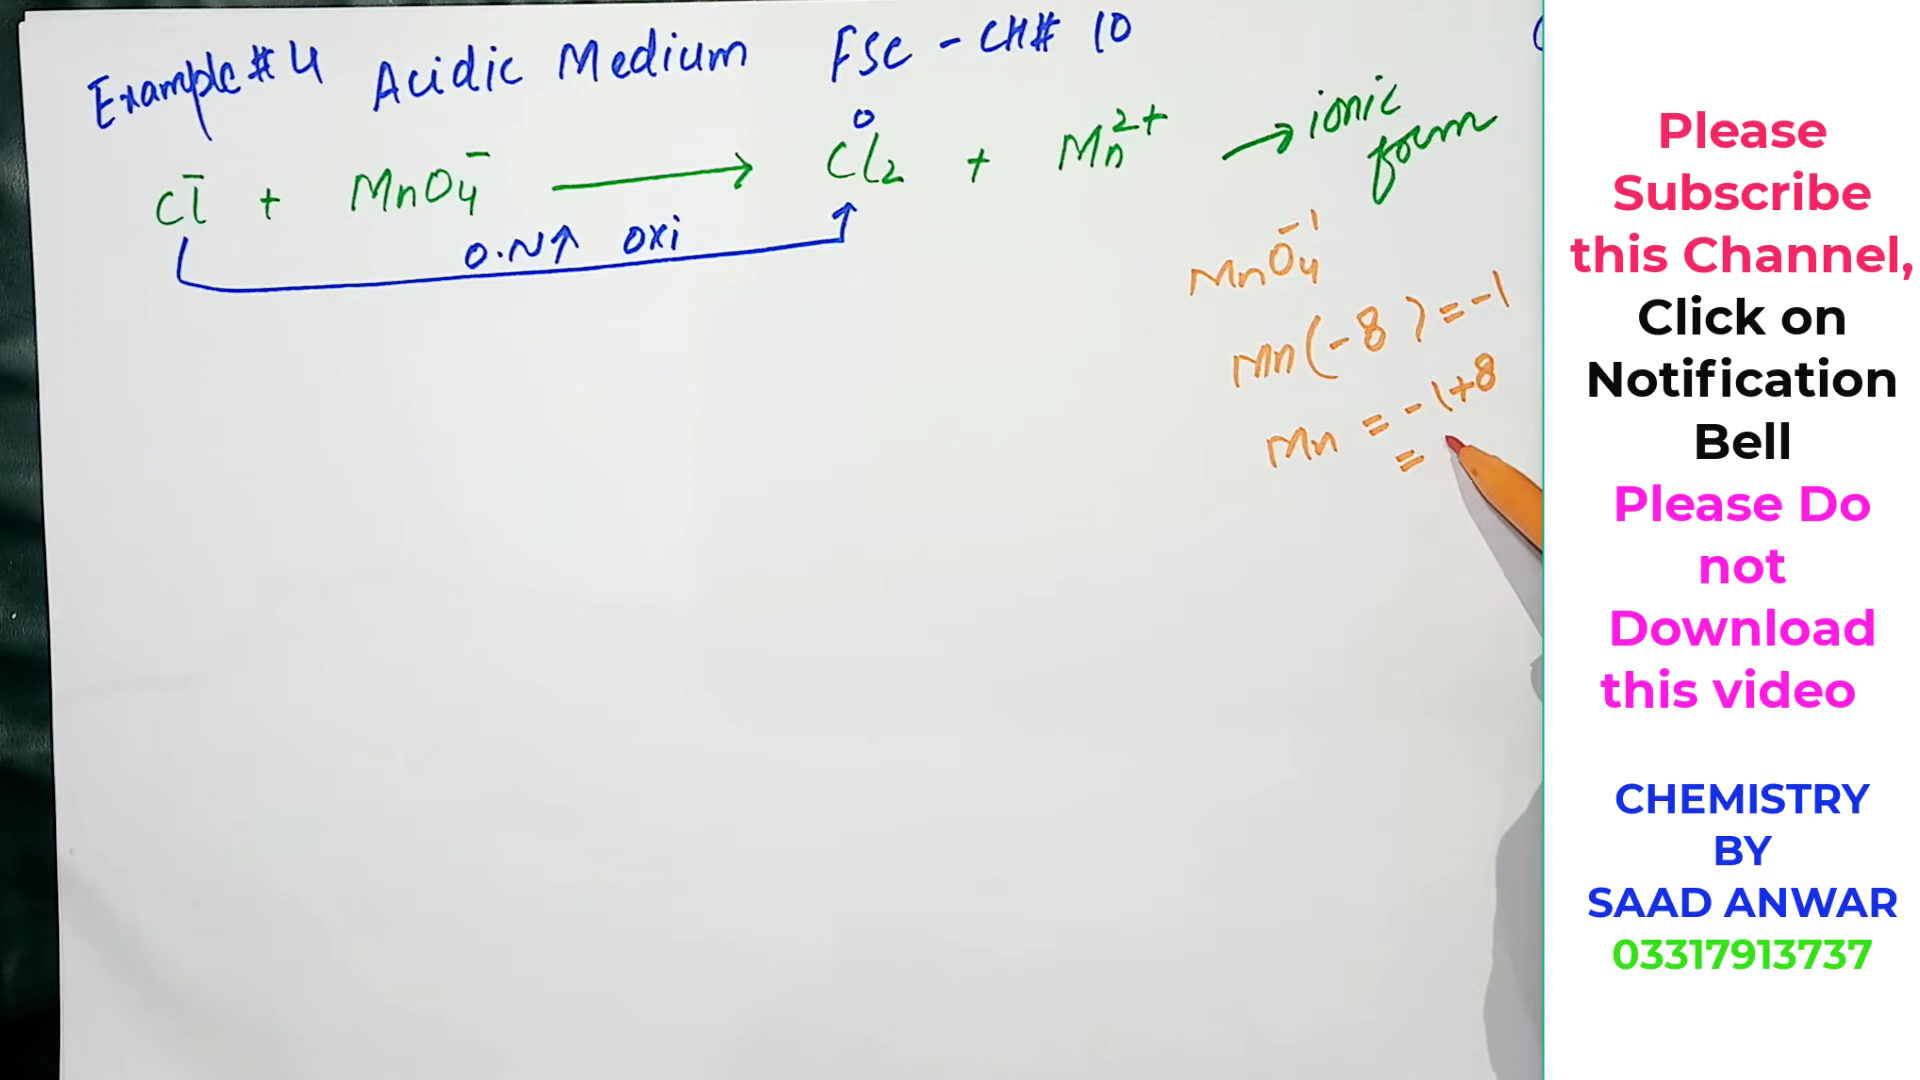 Example # 4 Acidic Medium FSc - CH# 10
Cl⁻ + MnO₄⁻ ⟶ Cl₂⁰ + Mn²⁺ → ionic form
O.N↑ oxi
MnO₄⁻¹
Mn(-8) = -1
Mn = -1+8
=
Please
Subscribe
this Channel,
Click on
Notification
Bell
Please Do
not
Download
this video
CHEMISTRY
BY
SAAD ANWAR
03317913737